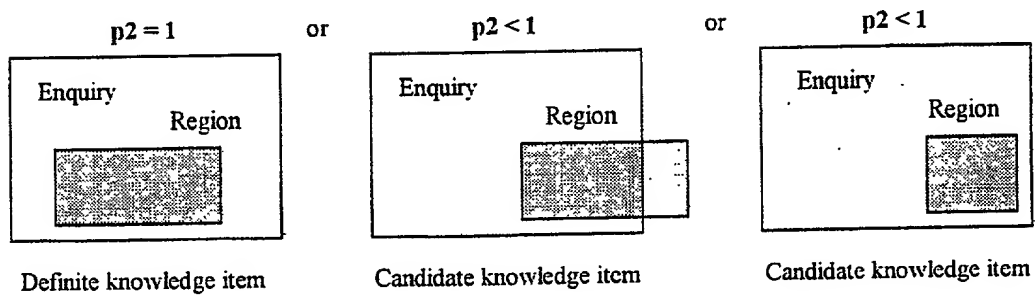 p2 = 1 or p2 < 1 or p2 < 1
Enquiry Enquiry Enquiry
Region Region Region
Definite knowledge item Candidate knowledge item Candidate knowledge item